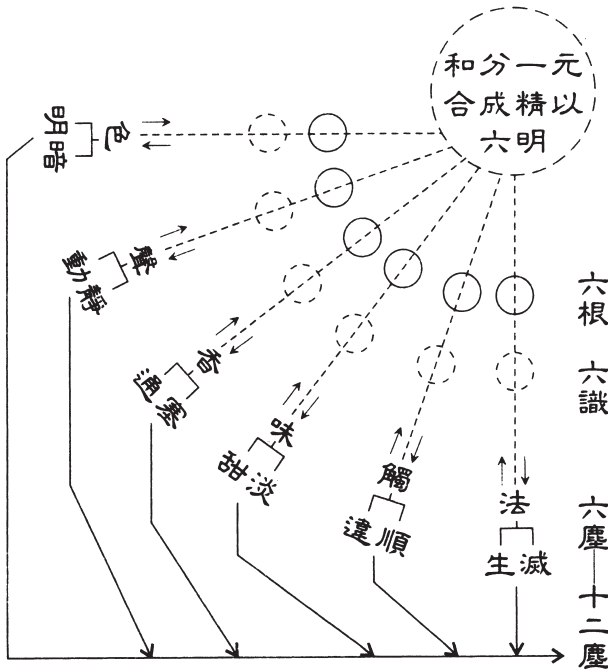 元以
一精明
分成六
和合
六根
六識
六塵—十二塵
色
明暗
聲
動靜
香
通塞
味
甜淡
觸
違順
法
生滅